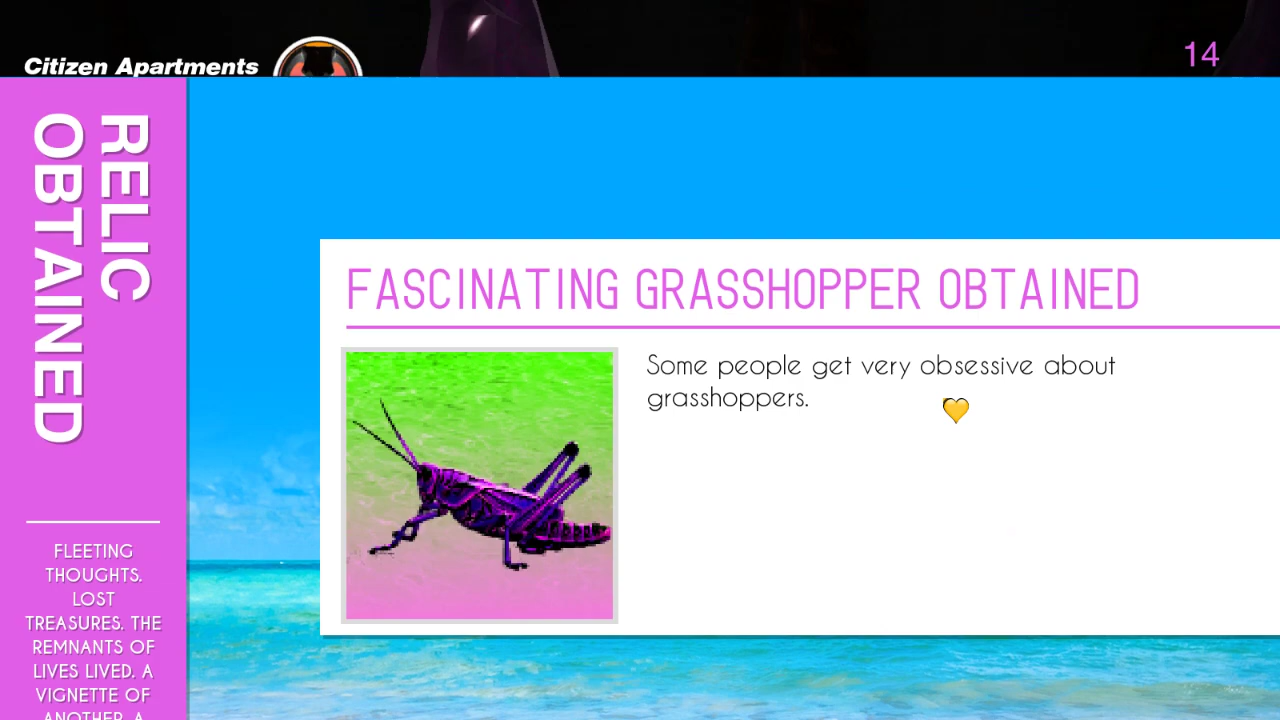 Citizen Apartments
14
RELIC
OBTAINED
FLEETING
THOUGHTS.
LOST
TREASURES. THE
REMNANTS OF
LIVES LIVED. A
VIGNETTE OF
ANOTHER. A
FASCINATING GRASSHOPPER OBTAINED
Some people get very obsessive about
grasshoppers.